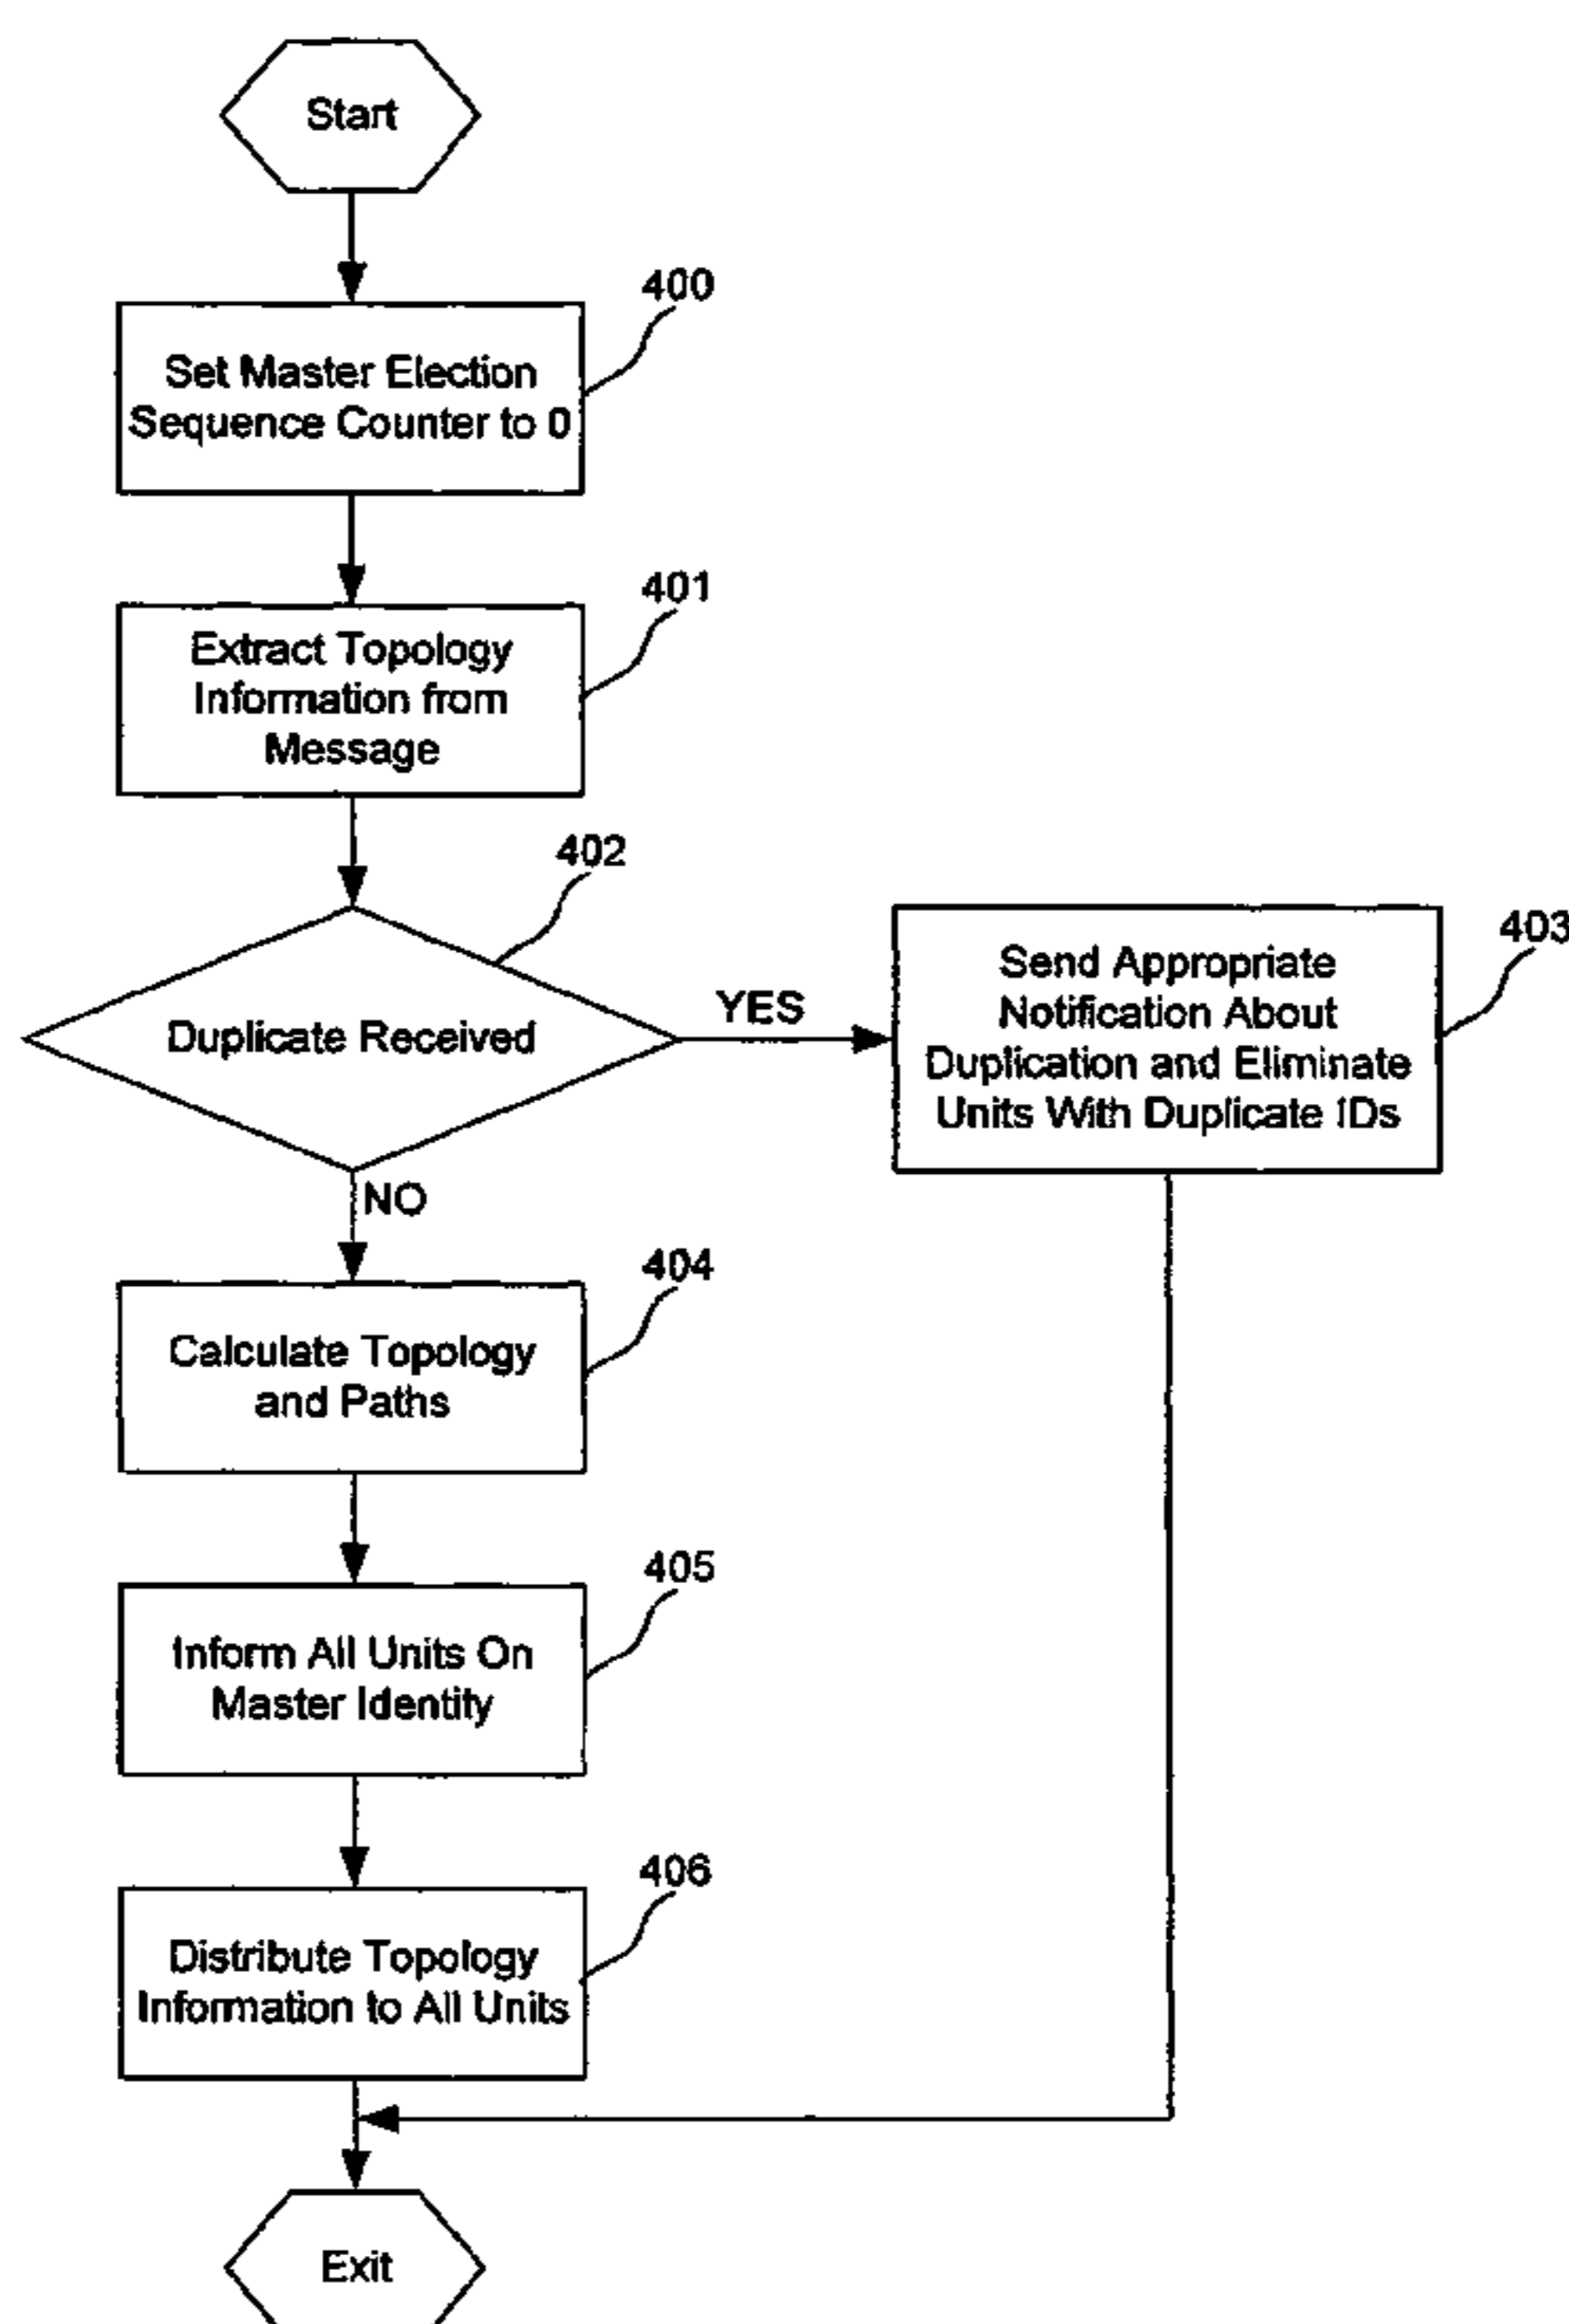 Start
400
Set Master Election
Sequence Counter to 0
401
Extract Topology
Information from
Message
402
Duplicate Received
YES
403
Send Appropriate
Notification About
Duplication and Eliminate
Units With Duplicate IDs
NO
404
Calculate Topology
and Paths
405
Inform All Units On
Master Identity
406
Distribute Topology
Information to All Units
Exit